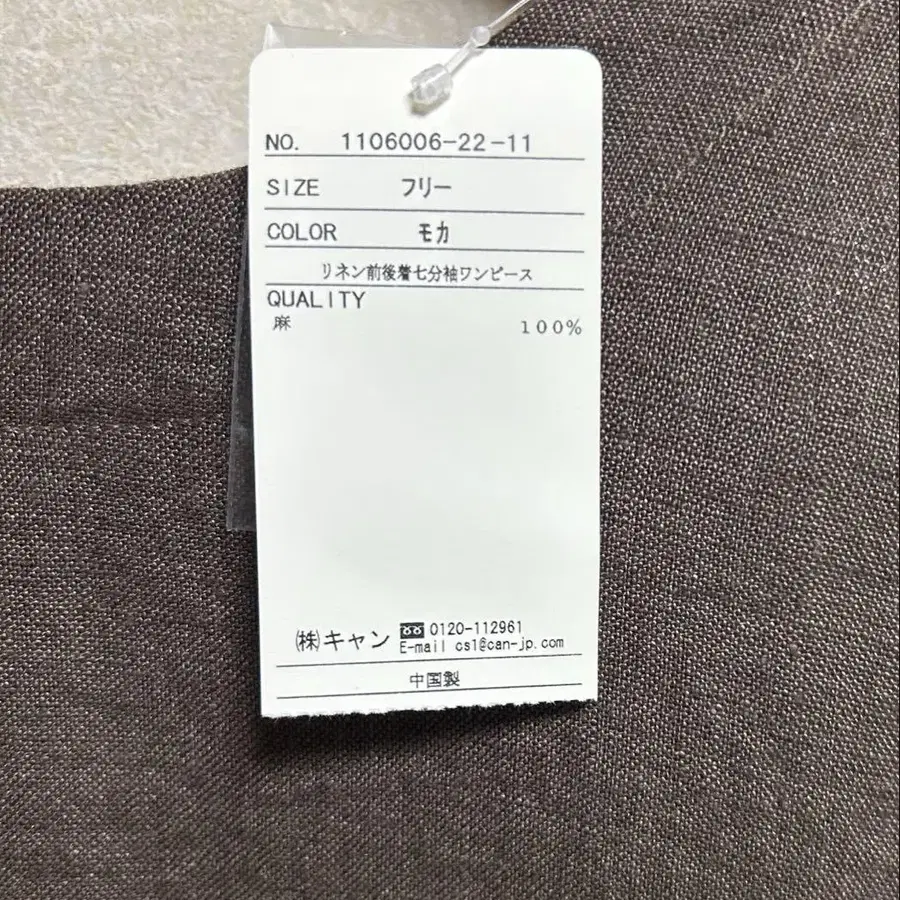 NO. 1106006-22-11
SIZE フリー
COLOR モカ
リネン前後着七分袖ワンピース
QUALITY
麻 100%
㈱キャン 0120-112961
E-mail cs1@can-jp.com
中国製